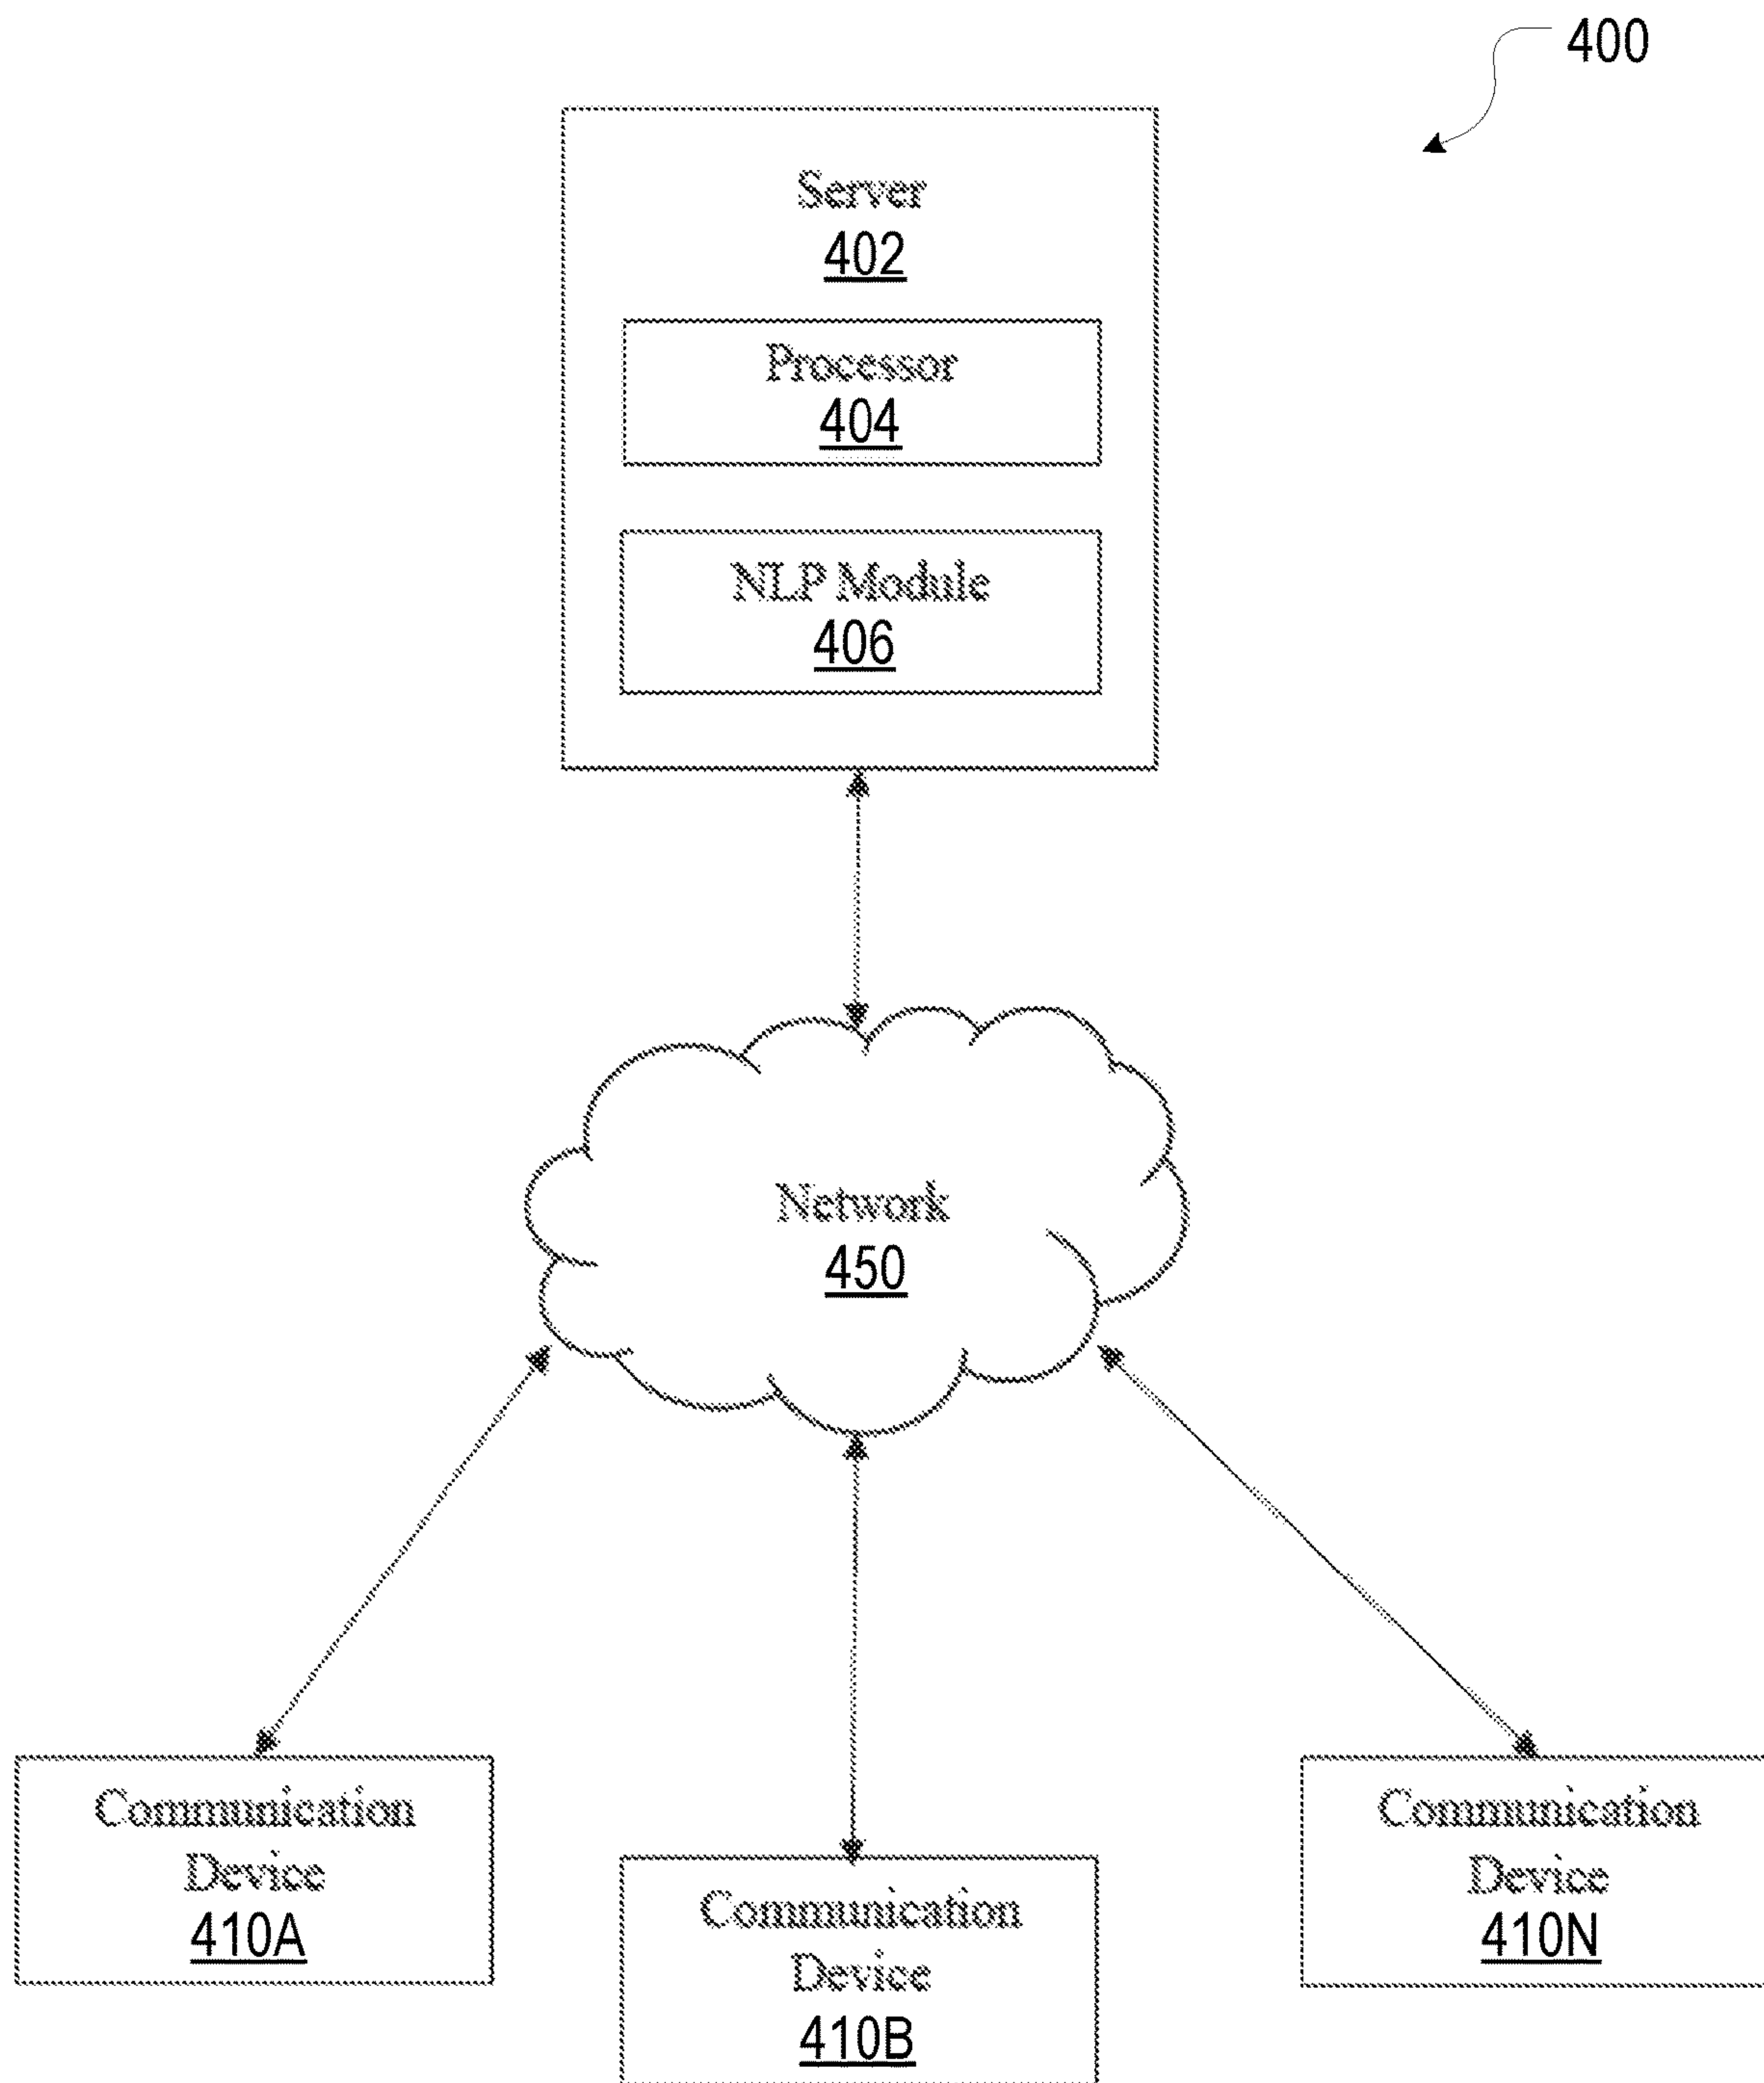 400
Server
402
Processor
404
NLP Module
406
Network
450
Communication
Device
410A
Communication
Device
410B
Communication
Device
410N